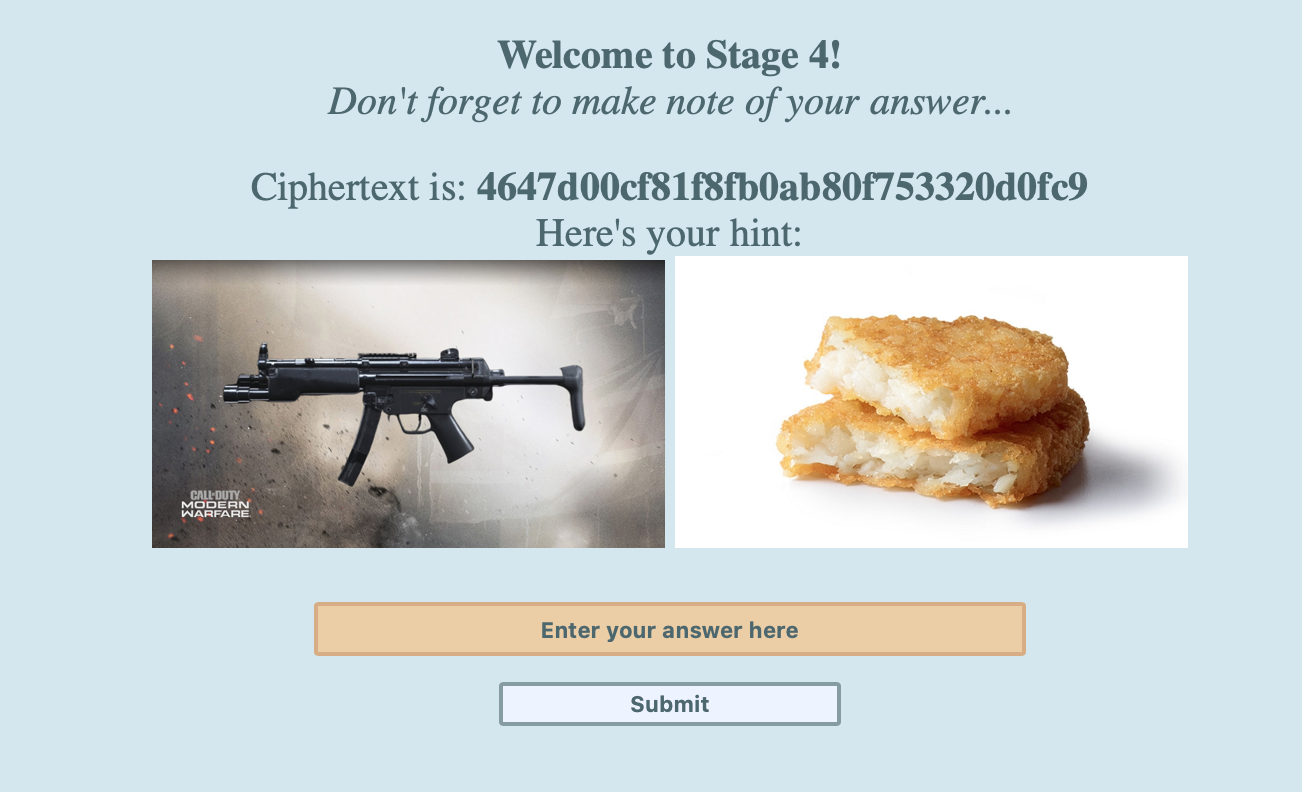 Welcome to Stage 4!
Don't forget to make note of your answer...
Ciphertext is: 4647d00cf81f8fb0ab80f753320d0fc9
Here's your hint:
CALL OF DUTY
MODERN
WARFARE
Enter your answer here
Submit